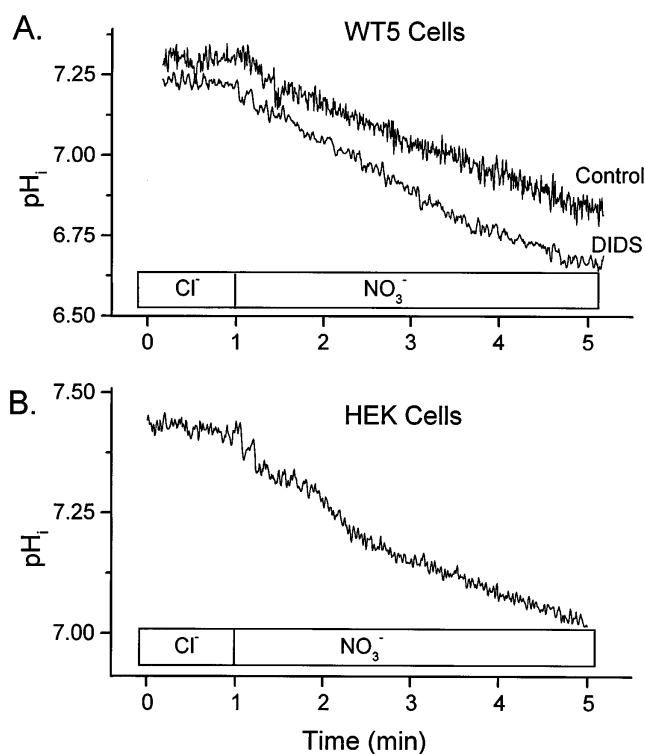 A.
WT5 Cells
7.25
7.00
6.75
6.50
pHi
Control
DIDS
Cl-
NO3-
0 1 2 3 4 5
B.
HEK Cells
7.50
7.25
7.00
pHi
Cl-
NO3-
0 1 2 3 4 5
Time (min)